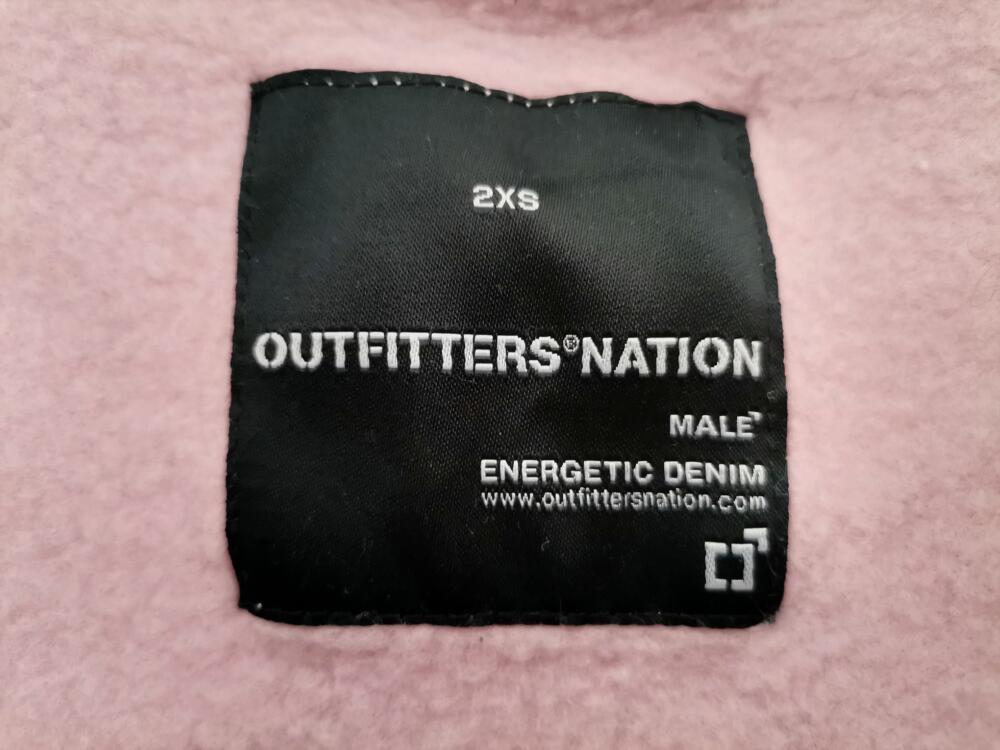 2XS
OUTFITTERS®NATION
MALE
ENERGETIC DENIM
www.outfittersnation.com